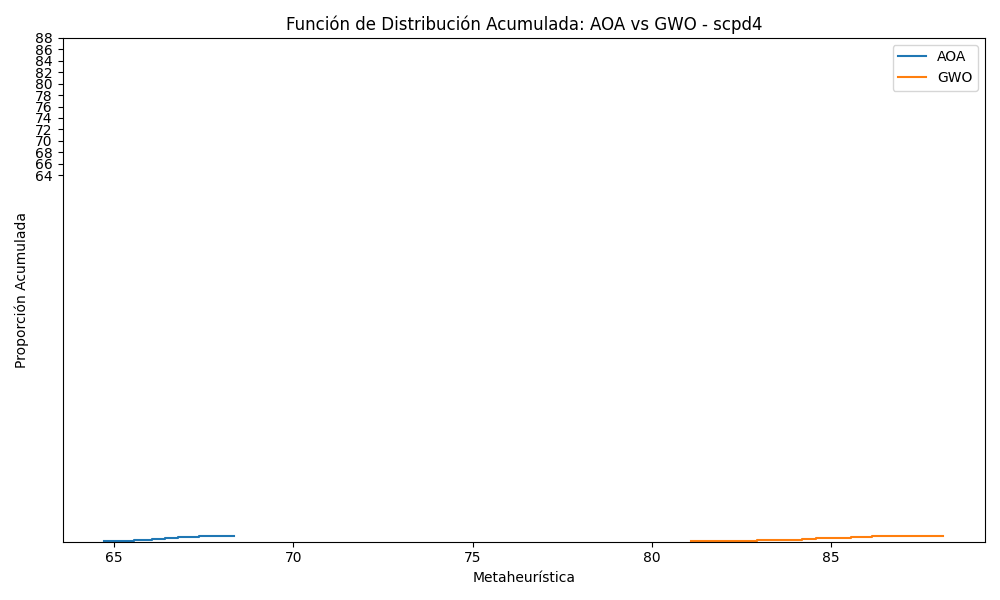 Función de Distribución Acumulada: AOA vs GWO - scpd4
88
86
84
82
80
78
76
74
72
70
68
66
64
Proporción Acumulada
AOA
GWO
65 70 75 80 85
Metaheurística